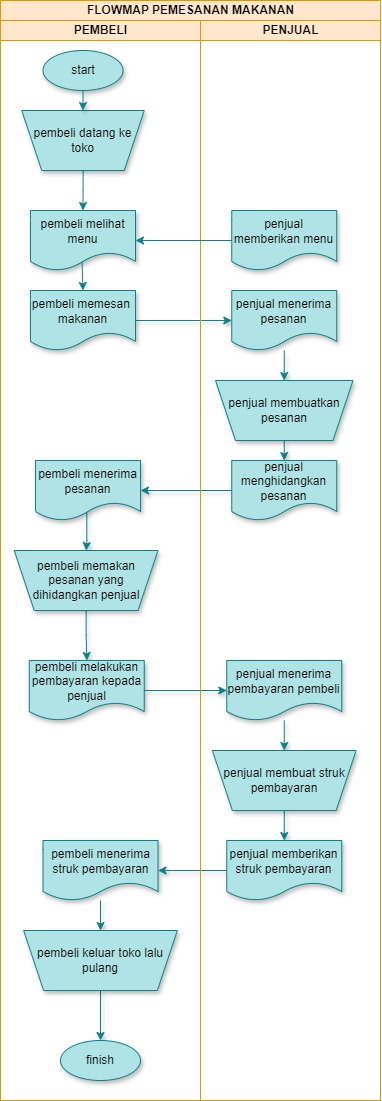 FLOWMAP PEMESANAN MAKANAN
PEMBELI
PENJUAL
start
pembeli datang ke
toko
pembeli melihat
menu
penjual
memberikan menu
pembeli memesan
makanan
penjual menerima
pesanan
penjual membuatkan
pesanan
penjual
menghidangkan
pesanan
pembeli menerima
pesanan
pembeli memakan
pesanan yang
dihidangkan penjual
pembeli melakukan
pembayaran kepada
penjual
penjual menerima
pembayaran pembeli
penjual membuat struk
pembayaran
penjual memberikan
struk pembayaran
pembeli menerima
struk pembayaran
pembeli keluar toko lalu
pulang
finish